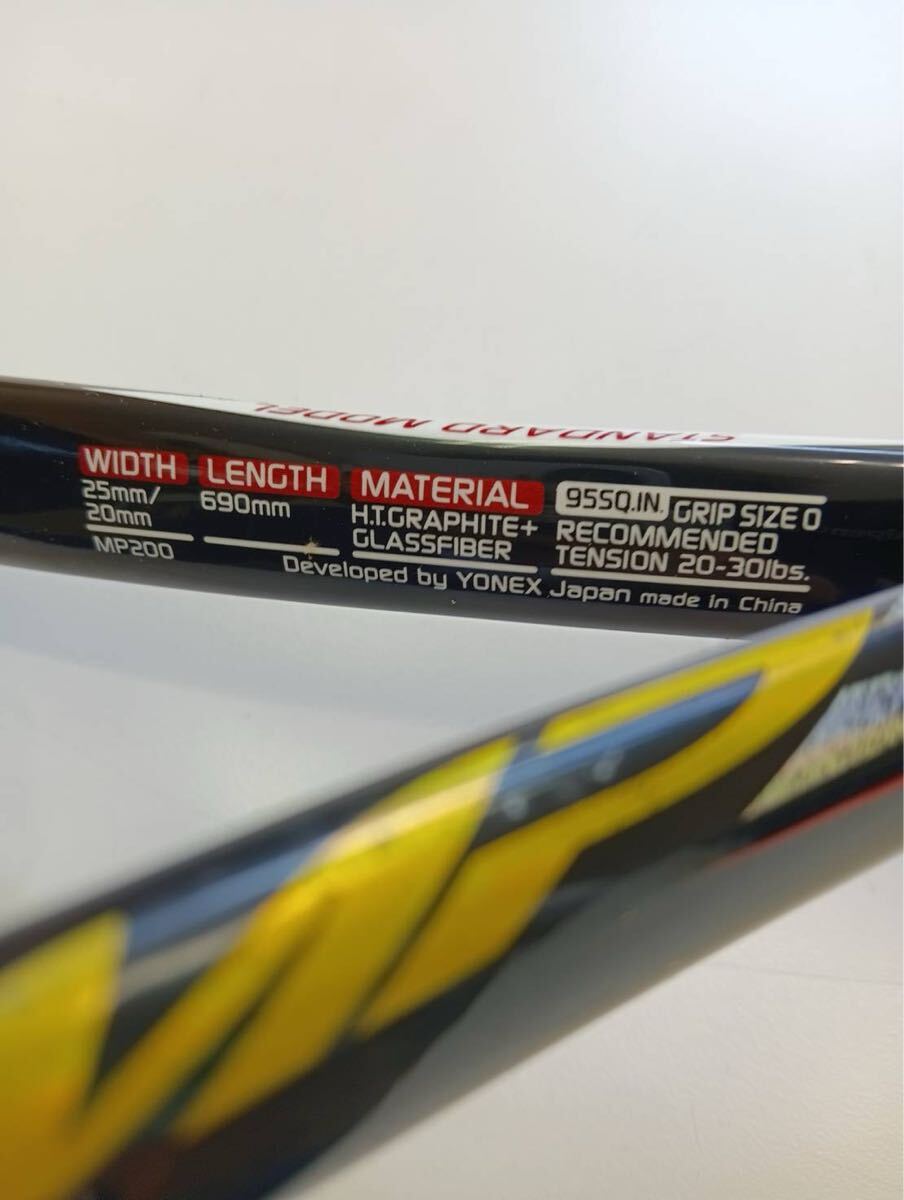 STANDARD MODEL
WIDTH
25mm/
20mm
MP200
LENGTH
690mm
MATERIAL
H.T.GRAPHITE+
GLASSFIBER
95SQ.IN. GRIP SIZE 0
RECOMMENDED
TENSION 20-30lbs.
Developed by YONEX Japan made in China
MP